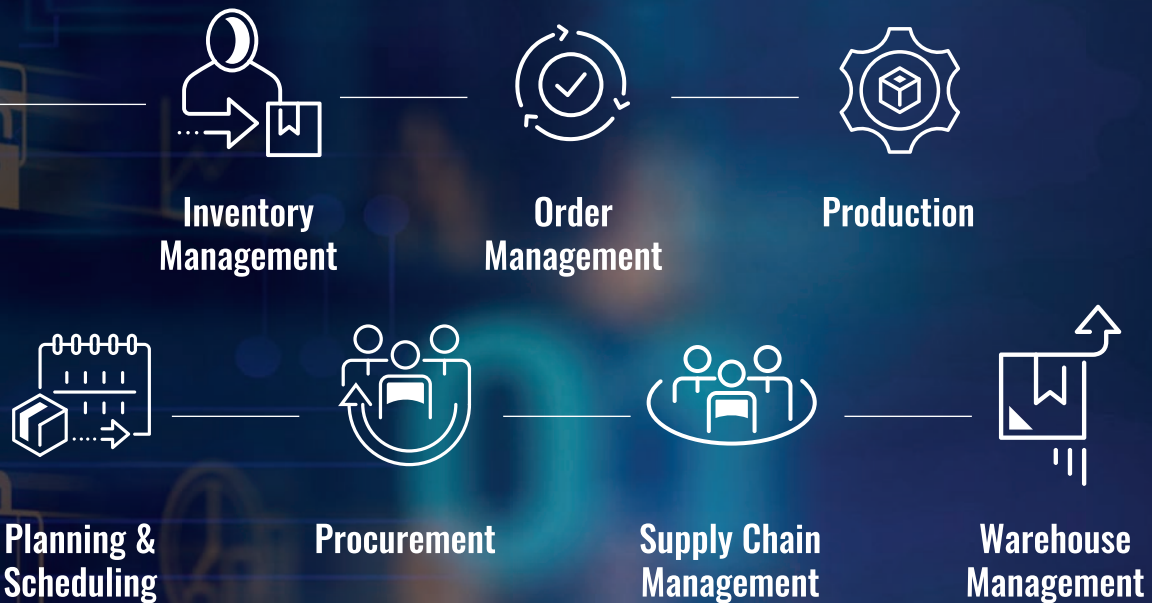 Inventory
Management
Order
Management
Production
Planning &
Scheduling
Procurement
Supply Chain
Management
Warehouse
Management